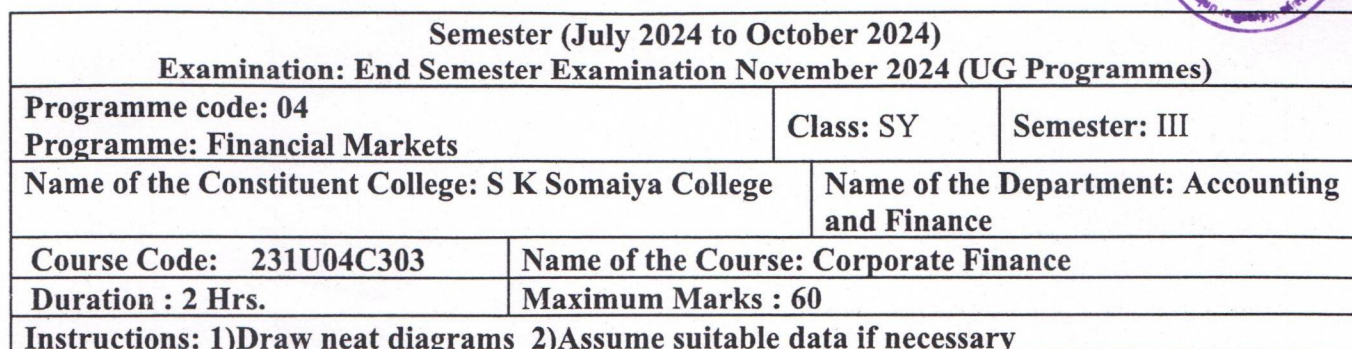 Semester (July 2024 to October 2024)
Examination: End Semester Examination November 2024 (UG Programmes)
Programme code: 04
Programme: Financial Markets
Class: SY
Semester: III
Name of the Constituent College: S K Somaiya College
Name of the Department: Accounting
and Finance
Course Code: 231U04C303
Name of the Course: Corporate Finance
Duration : 2 Hrs.
Maximum Marks : 60
Instructions: 1)Draw neat diagrams 2)Assume suitable data if necessary